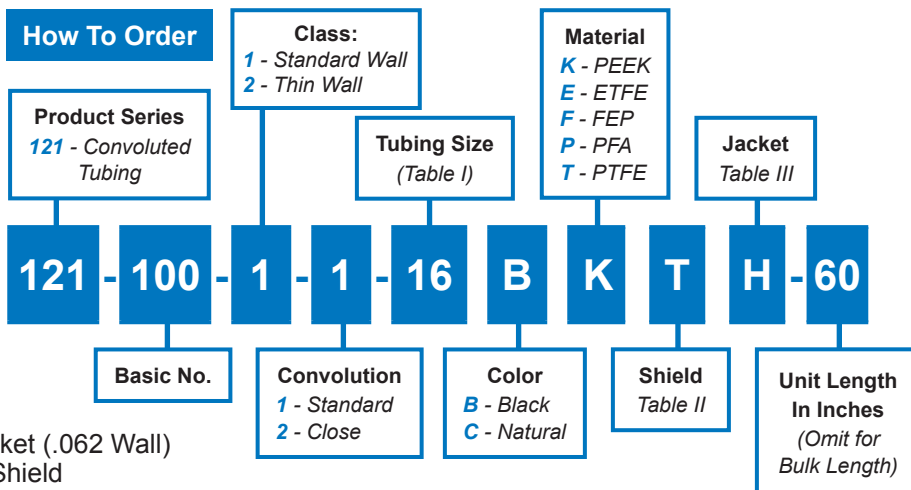 How To Order
Class:
1 - Standard Wall
2 - Thin Wall
Material
K - PEEK
E - ETFE
F - FEP
P - PFA
T - PTFE
Product Series
121 - Convoluted
Tubing
Tubing Size
(Table I)
Jacket
Table III
121 - 100 - 1 - 1 - 16 B K T H - 60
Basic No.
Convolution
1 - Standard
2 - Close
Color
B - Black
C - Natural
Shield
Table II
Unit Length
In Inches
(Omit for
Bulk Length)
ket (.062 Wall)
Shield